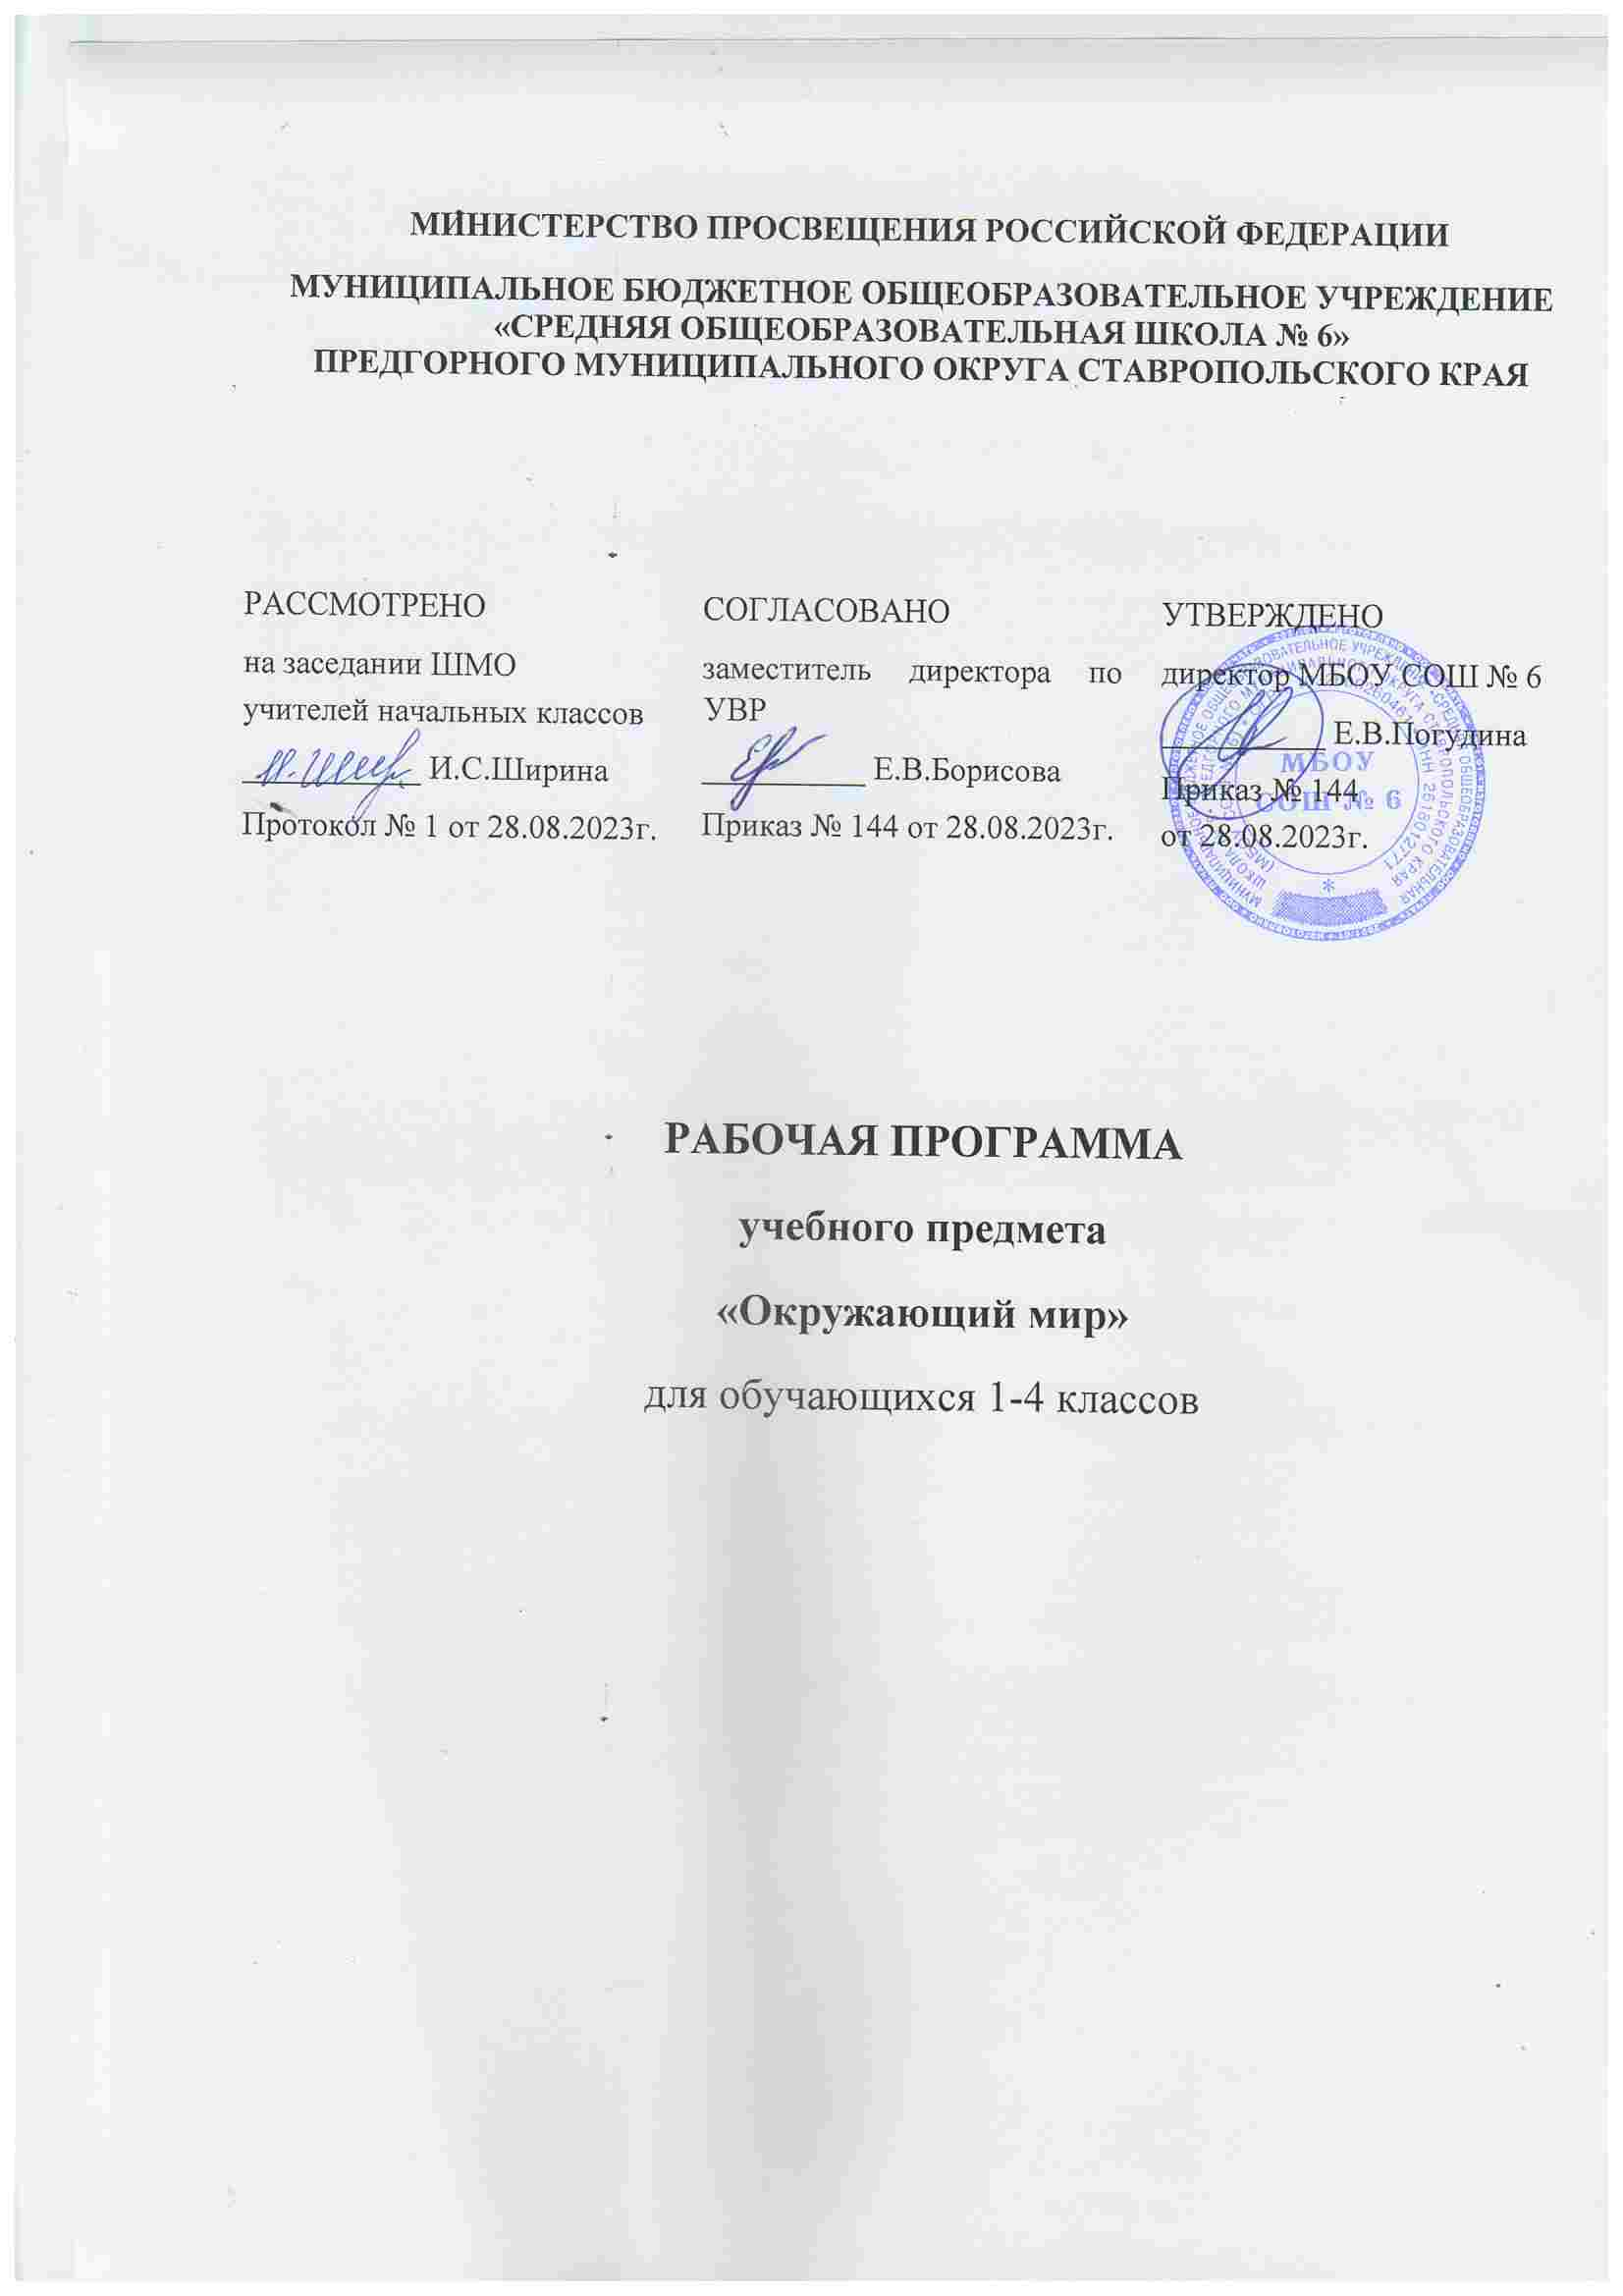 МИНИСТЕРСТВО ПРОСВЕЩЕНИЯ РОССИЙСКОЙ ФЕДЕРАЦИИ
МУНИЦИПАЛЬНОЕ БЮДЖЕТНОЕ ОБЩЕОБРАЗОВАТЕЛЬНОЕ УЧРЕЖДЕНИЕ
«СРЕДНЯЯ ОБЩЕОБРАЗОВАТЕЛЬНАЯ ШКОЛА № 6»
ПРЕДГОРНОГО МУНИЦИПАЛЬНОГО ОКРУГА СТАВРОПОЛЬСКОГО КРАЯ
РАССМОТРЕНО
на заседании ШМО
учителей начальных классов
И.С.Ширина
Протокол № 1 от 28.08.2023г.
СОГЛАСОВАНО
заместитель директора по
УВР
Е.В.Борисова
Приказ № 144 от 28.08.2023г.
УТВЕРЖДЕНО
директор МБОУ СОШ № 6
Е.В.Погудина
Приказ № 144
от 28.08.2023г.
МБОУ
СОШ № 6
РАБОЧАЯ ПРОГРАММА
учебного предмета
«Окружающий мир»
для обучающихся 1-4 классов